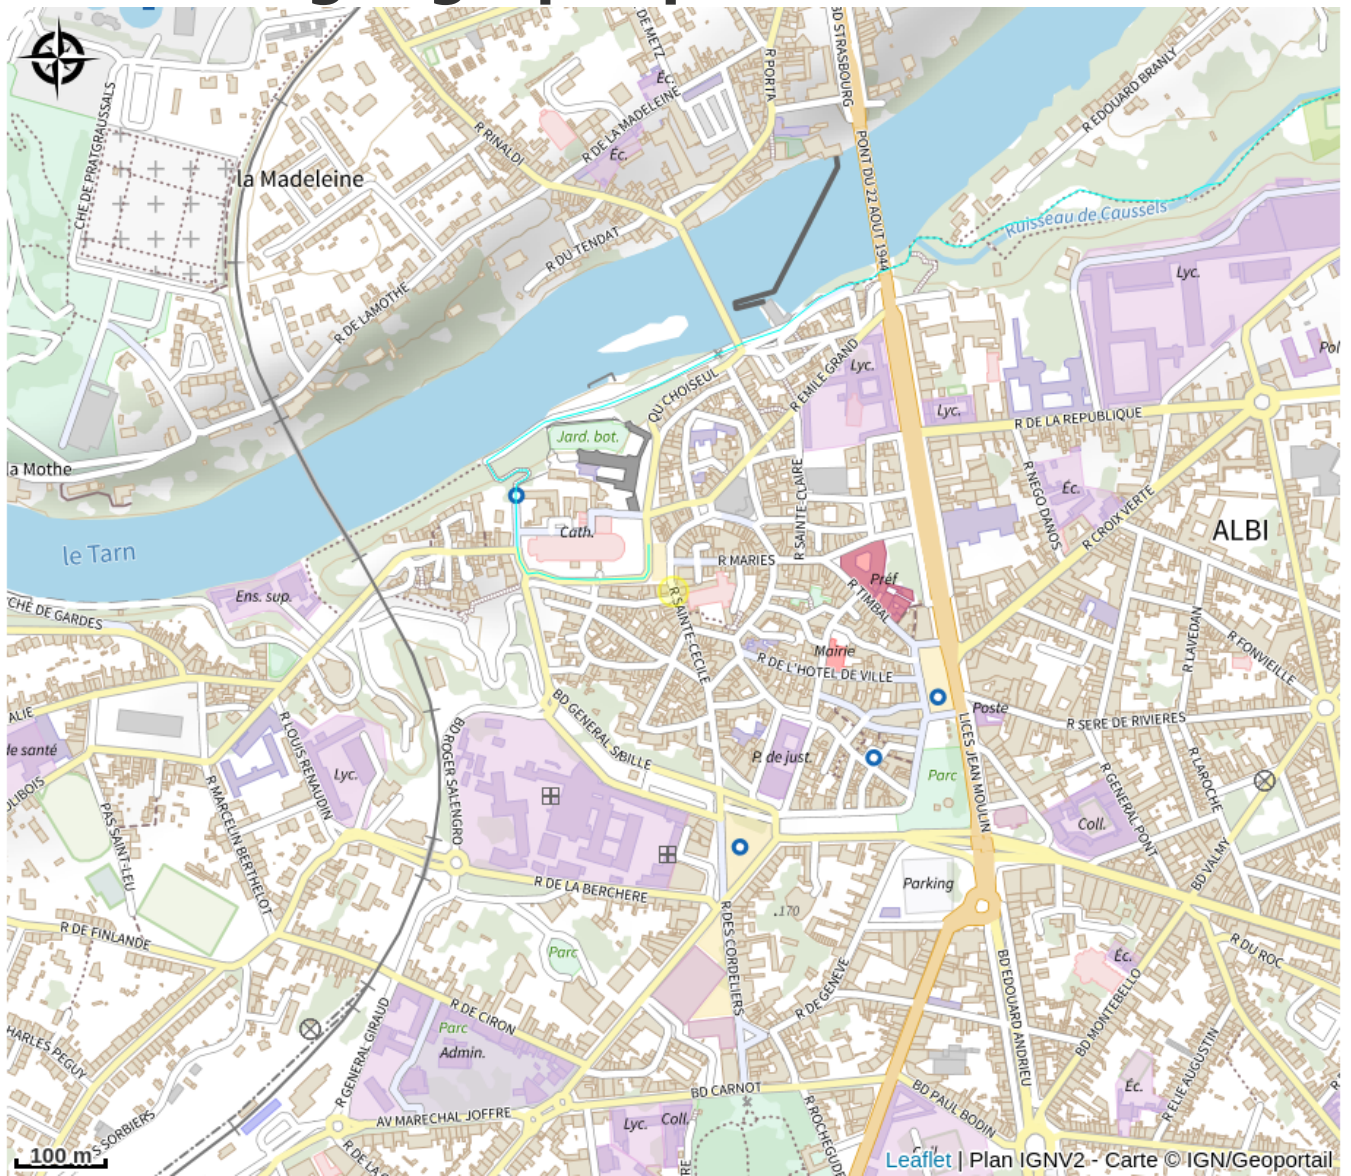 DE METZ
BD STRASBOURG
R PORTA
Éc.
R DE LA MADELEINE
R RINALDI
Éc.
R EDOUARD BRANLY
CHE DE PRATGRAUSSALS
la Madeleine
PONT DU 22 AOUT 1944
Ruisseau de Caussels
R DU TENDAT
Lyc.
R DE LAMOTHE
Pol
R EMILE GRAND
Lyc.
QU CHOISEUL
Lyc.
R DE LA REPUBLIQUE
Jard. bot.
la Mothe
R SAINTE-CLAIRE
R NEGO DANOS
Éc.
R CROIX VERTE
ALBI
Cath.
le Tarn
R MARIES
Préf
R TIMBAL
Ens. sup.
CHE DE GARDES
R SAINTE-CECILE
Mairie
R DE L'HOTEL DE VILLE
R LAVEDAN
R FONVIEILLE
ALIE
BD GENERAL SIBILLE
Poste
R SERE DE RIVIERES
de santé
R LOUIS RENAUDIN
BD ROGER SALENGRO
P. de just.
LICES JEAN MOULIN
Lyc.
Parc
R GENERAL PONT
R LAROCHE
OLIBOIS
R MARCELIN BERTHELOT
PAS SAINT-LEU
Coll.
BD VALMY
R DE LA BERCHERE
Parking
.170
R DES CORDELIERS
R DE FINLANDE
Parc
R DE GENEVE
BD EDOUARD ANDRIEU
Éc.
R DU ROC
BD MONTEBELLO
R DE CIRON
R GENERAL GIRAUD
Parc
Admin.
HARLES PEGUY
R ELIE AUGUSTIN
Éc.
BD CARNOT
BD PAUL BODIN
AV MARECHAL JOFFRE
Lyc.
Coll.
R ROCHEGUDE
S SORBIERS
R DE LA
100 m
Leaflet | Plan IGNV2 - Carte © IGN/Geoportail